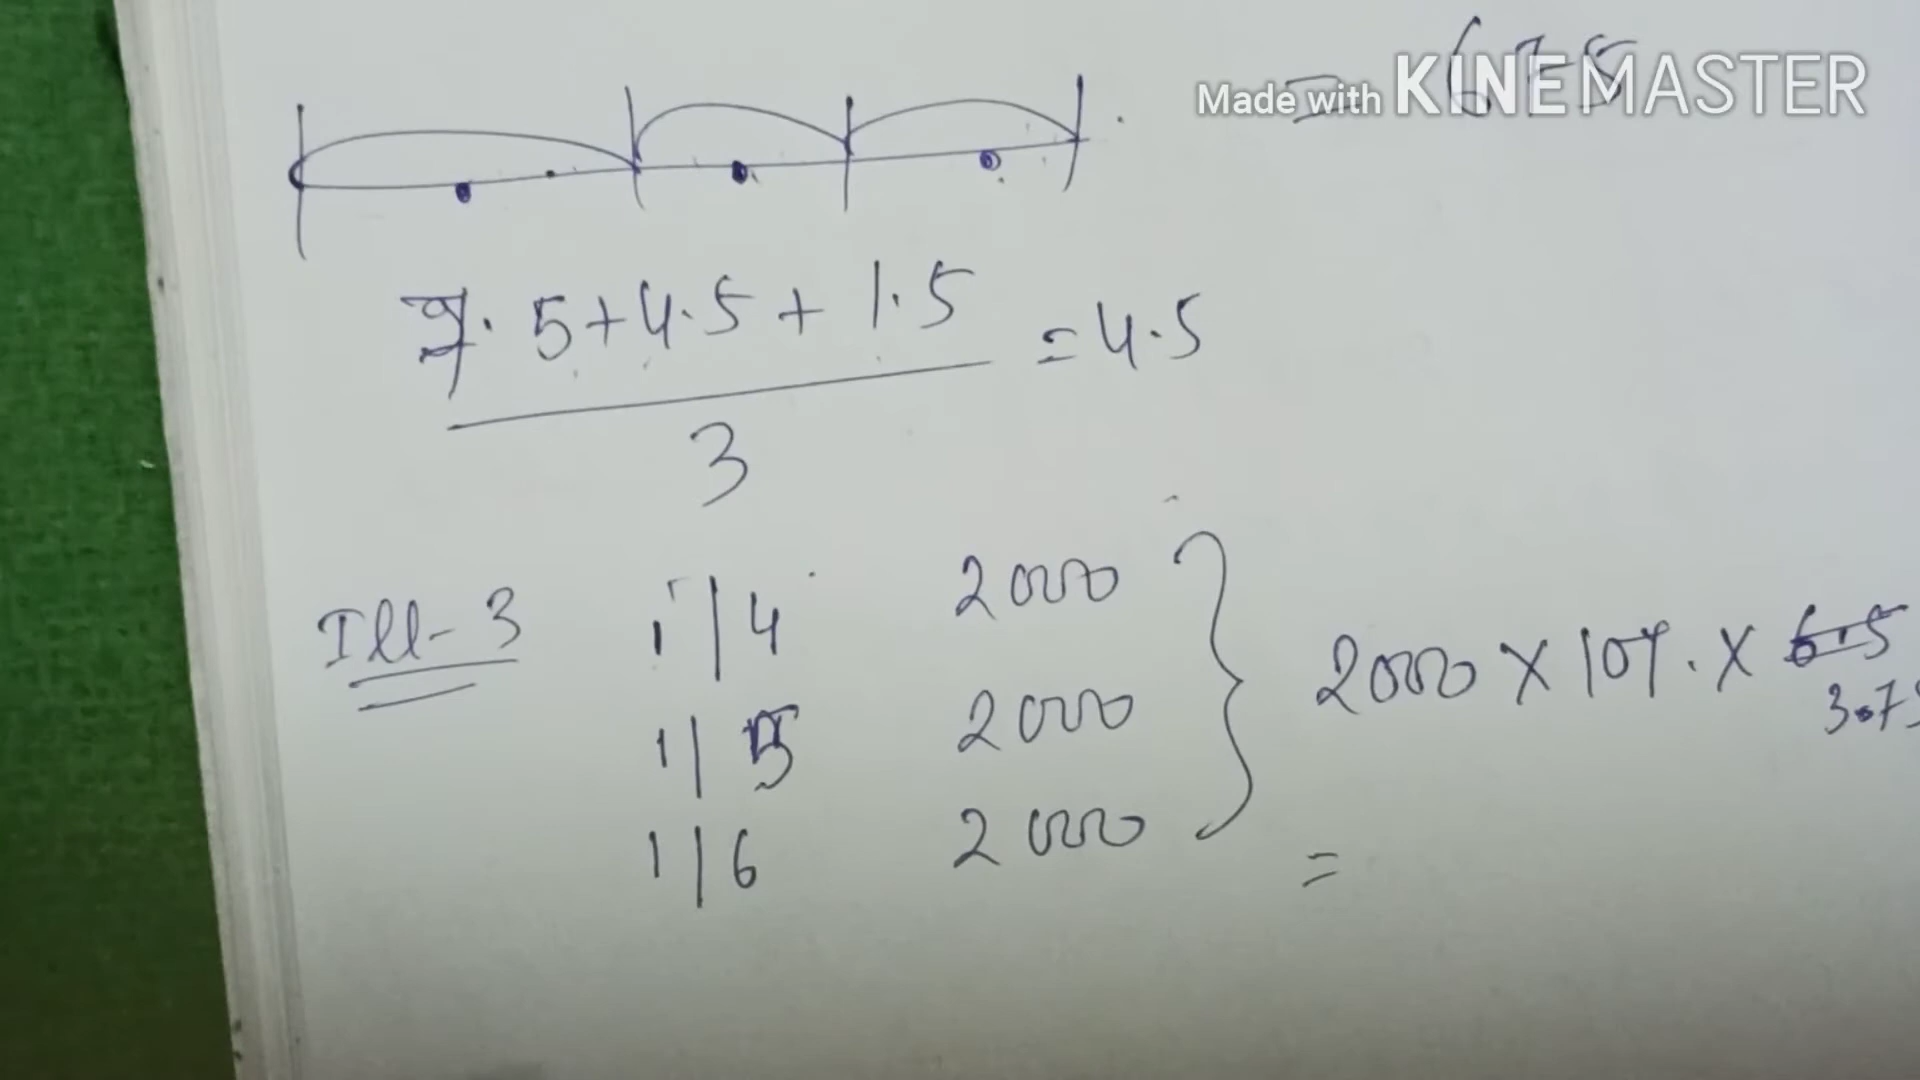 = 675
Made with KINEMASTER
7.5+4.5+1.5 = 4.5
3
Ill-3 1/4 2000
1/5 2000
1/6 2000
2000 × 10%. × 6.5
3.75
=